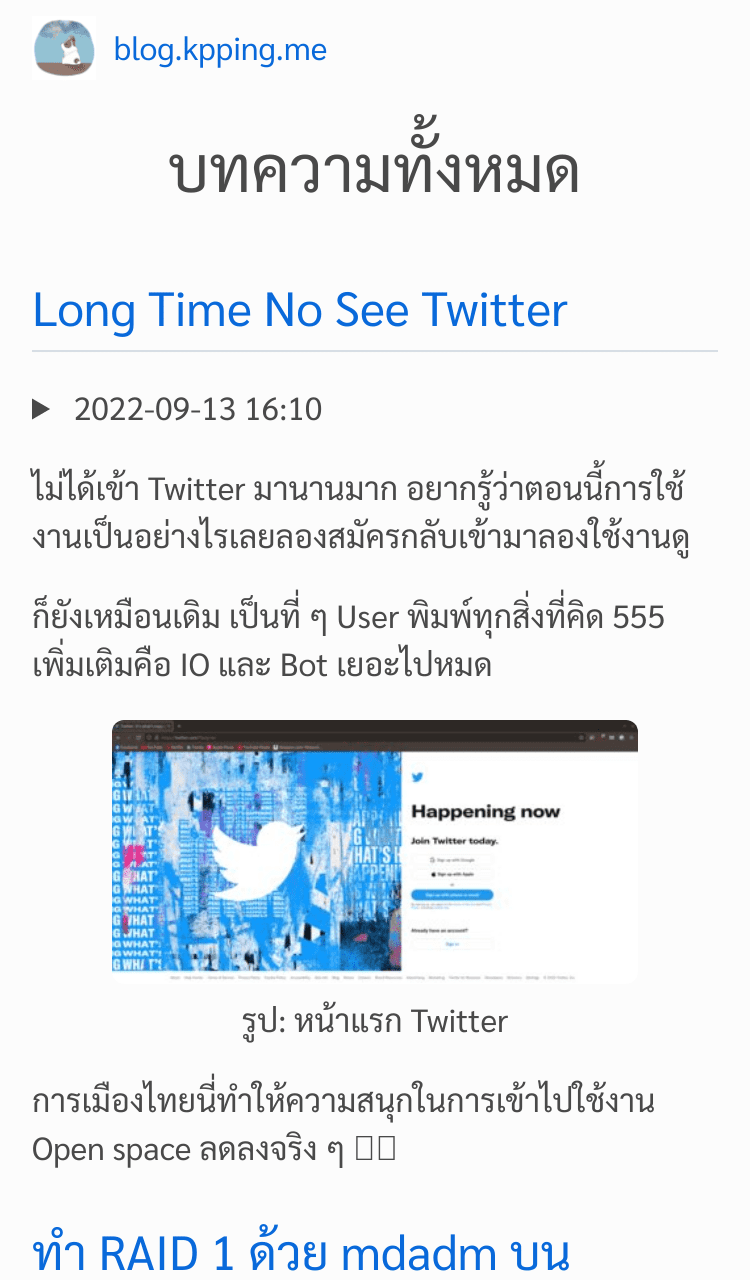 blog.kpping.me
บทความทั้งหมด
Long Time No See Twitter
2022-09-13 16:10
ไม่ได้เข้า Twitter มานานมาก อยากรู้ว่าตอนนี้การใช้
งานเป็นอย่างไรเลยลองสมัครกลับเข้ามาลองใช้งานดู
ก็ยังเหมือนเดิม เป็นที่ ๆ User พิมพ์ทุกสิ่งที่คิด 555
เพิ่มเติมคือ IO และ Bot เยอะไปหมด
Happening now
Join Twitter today.
Sign up with Google
Sign up with Apple
Sign up with phone or email
Already have an account?
Sign in
รูป: หน้าแรก Twitter
การเมืองไทยนี่ทำให้ความสนุกในการเข้าไปใช้งาน
Open space ลดลงจริง ๆ
ทำ RAID 1 ด้วย mdadm บน